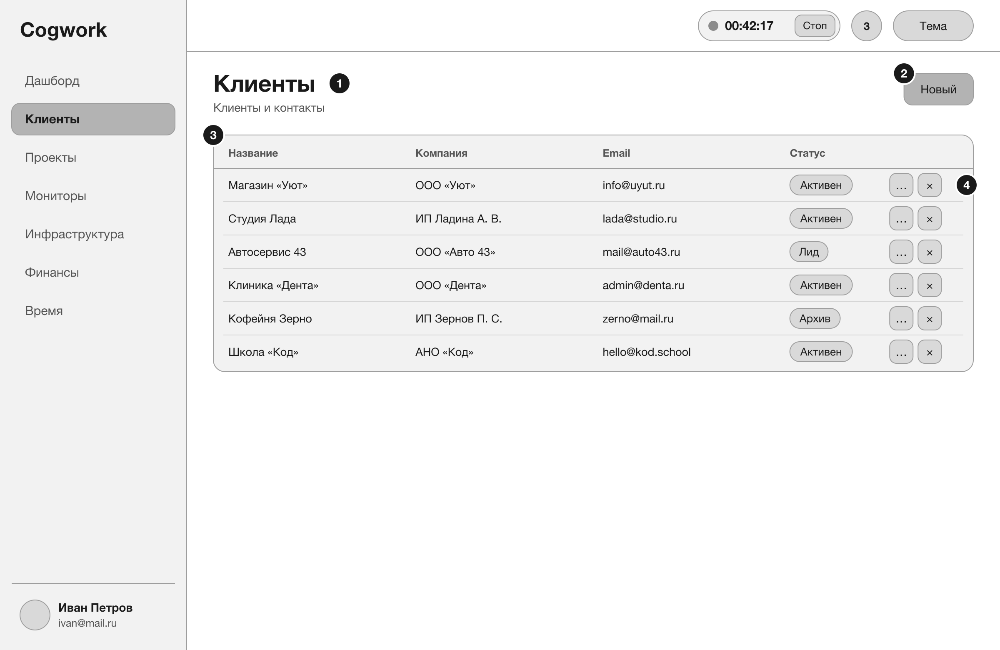 Cogwork
Дашборд
Клиенты
Проекты
Мониторы
Инфраструктура
Финансы
Время
Иван Петров
ivan@mail.ru
00:42:17 Стоп 3 Тема
Клиенты 1
Клиенты и контакты
2 Новый
3
Название Компания Email Статус
Магазин «Уют» ООО «Уют» info@uyut.ru Активен ... × 4
Студия Лада ИП Ладина А. В. lada@studio.ru Активен ... ×
Автосервис 43 ООО «Авто 43» mail@auto43.ru Лид ... ×
Клиника «Дента» ООО «Дента» admin@denta.ru Активен ... ×
Кофейня Зерно ИП Зернов П. С. zerno@mail.ru Архив ... ×
Школа «Код» АНО «Код» hello@kod.school Активен ... ×